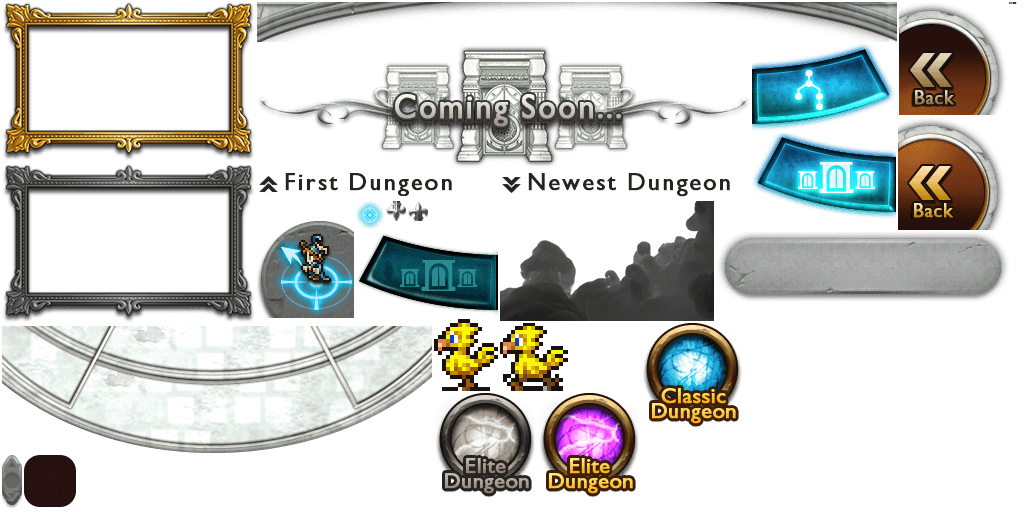 Coming Soon...
Back
First Dungeon
Newest Dungeon
Back
Classic
Dungeon
Elite
Dungeon
Elite
Dungeon